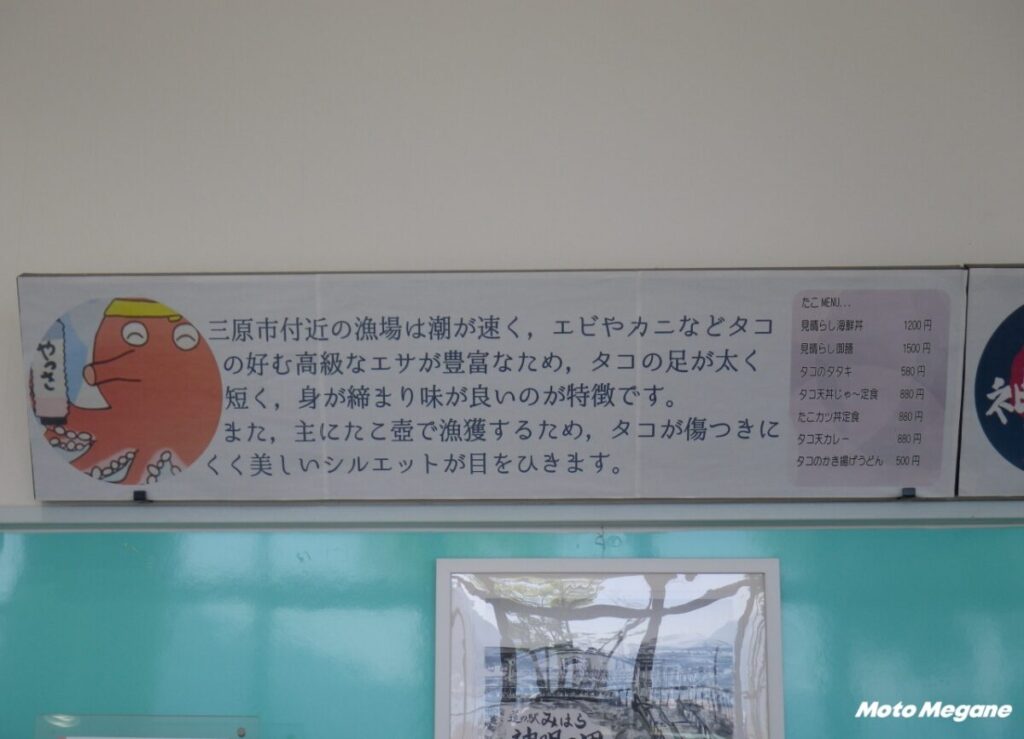 やっさ
三原市付近の漁場は潮が速く，エビやカニなどタコ
の好む高級なエサが豊富なため，タコの足が太く
短く，身が締まり味が良いのが特徴です。
また，主にたこ壺で漁獲するため，タコが傷つきに
くく美しいシルエットが目をひきます。
たこ MENU...
見晴らし海鮮丼 1200円
見晴らし御膳 1500円
タコのタタキ 580円
タコ天丼じゃ～定食 880円
たこカツ丼定食 880円
タコ天カレー 880円
タコのかき揚げうどん 500円
神
道の駅みはら
神明の里
Moto Megane